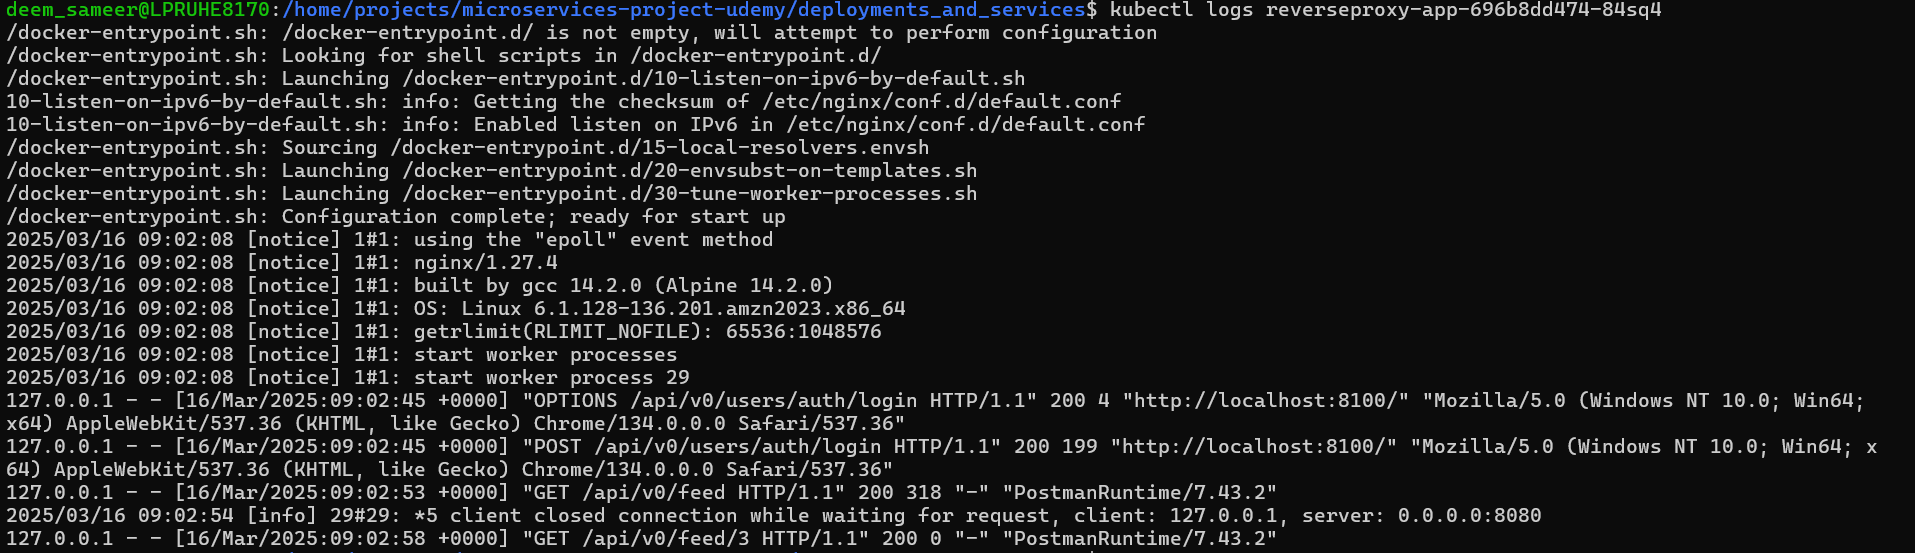 deem_sameer@LPRUHE8170:/home/projects/microservices-project-udemy/deployments_and_services$ kubectl logs reverseproxy-app-696b8dd474-84sq4
/docker-entrypoint.sh: /docker-entrypoint.d/ is not empty, will attempt to perform configuration
/docker-entrypoint.sh: Looking for shell scripts in /docker-entrypoint.d/
/docker-entrypoint.sh: Launching /docker-entrypoint.d/10-listen-on-ipv6-by-default.sh
10-listen-on-ipv6-by-default.sh: info: Getting the checksum of /etc/nginx/conf.d/default.conf
10-listen-on-ipv6-by-default.sh: info: Enabled listen on IPv6 in /etc/nginx/conf.d/default.conf
/docker-entrypoint.sh: Sourcing /docker-entrypoint.d/15-local-resolvers.envsh
/docker-entrypoint.sh: Launching /docker-entrypoint.d/20-envsubst-on-templates.sh
/docker-entrypoint.sh: Launching /docker-entrypoint.d/30-tune-worker-processes.sh
/docker-entrypoint.sh: Configuration complete; ready for start up
2025/03/16 09:02:08 [notice] 1#1: using the "epoll" event method
2025/03/16 09:02:08 [notice] 1#1: nginx/1.27.4
2025/03/16 09:02:08 [notice] 1#1: built by gcc 14.2.0 (Alpine 14.2.0)
2025/03/16 09:02:08 [notice] 1#1: OS: Linux 6.1.128-136.201.amzn2023.x86_64
2025/03/16 09:02:08 [notice] 1#1: getrlimit(RLIMIT_NOFILE): 65536:1048576
2025/03/16 09:02:08 [notice] 1#1: start worker processes
2025/03/16 09:02:08 [notice] 1#1: start worker process 29
127.0.0.1 - - [16/Mar/2025:09:02:45 +0000] "OPTIONS /api/v0/users/auth/login HTTP/1.1" 200 4 "http://localhost:8100/" "Mozilla/5.0 (Windows NT 10.0; Win64;
x64) AppleWebKit/537.36 (KHTML, like Gecko) Chrome/134.0.0.0 Safari/537.36"
127.0.0.1 - - [16/Mar/2025:09:02:45 +0000] "POST /api/v0/users/auth/login HTTP/1.1" 200 199 "http://localhost:8100/" "Mozilla/5.0 (Windows NT 10.0; Win64; x
64) AppleWebKit/537.36 (KHTML, like Gecko) Chrome/134.0.0.0 Safari/537.36"
127.0.0.1 - - [16/Mar/2025:09:02:53 +0000] "GET /api/v0/feed HTTP/1.1" 200 318 "-" "PostmanRuntime/7.43.2"
2025/03/16 09:02:54 [info] 29#29: *5 client closed connection while waiting for request, client: 127.0.0.1, server: 0.0.0.0:8080
127.0.0.1 - - [16/Mar/2025:09:02:58 +0000] "GET /api/v0/feed/3 HTTP/1.1" 200 0 "-" "PostmanRuntime/7.43.2"